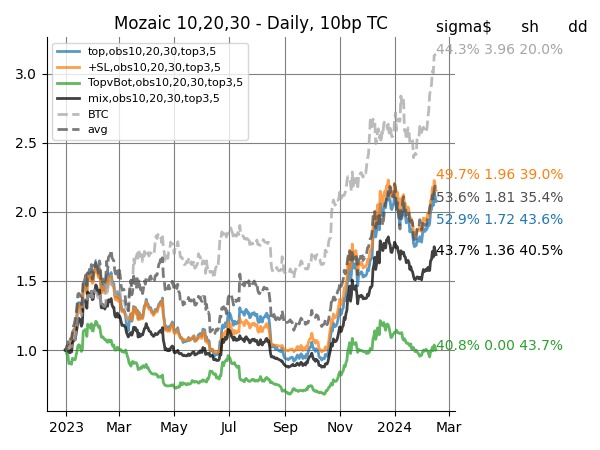 Mozaic 10,20,30 - Daily, 10bp TC
sigma$ sh dd
top,obs10,20,30,top3,5
+SL,obs10,20,30,top3,5
TopvBot,obs10,20,30,top3,5
mix,obs10,20,30,top3,5
BTC
avg
44.3% 3.96 20.0%
49.7% 1.96 39.0%
53.6% 1.81 35.4%
52.9% 1.72 43.6%
43.7% 1.36 40.5%
40.8% 0.00 43.7%
3.0
2.5
2.0
1.5
1.0
2023 Mar May Jul Sep Nov 2024 Mar